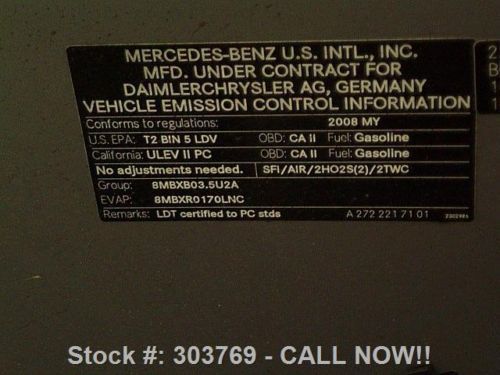 MERCEDES-BENZ U.S. INTL., INC.
MFD. UNDER CONTRACT FOR
DAIMLERCHRYSLER AG, GERMANY
VEHICLE EMISSION CONTROL INFORMATION
Conforms to regulations: 2008 MY
U.S. EPA: T2 BIN 5 LDV OBD: CA II Fuel: Gasoline
California: ULEV II PC OBD: CA II Fuel: Gasoline
No adjustments needed. SFI/AIR/2HO2S(2)/2TWC
Group: 8MBXB03.5U2A
EVAP: 8MBXR0170LNC
Remarks: LDT certified to PC stds A 272 221 71 01
Stock #: 303769 - CALL NOW!!